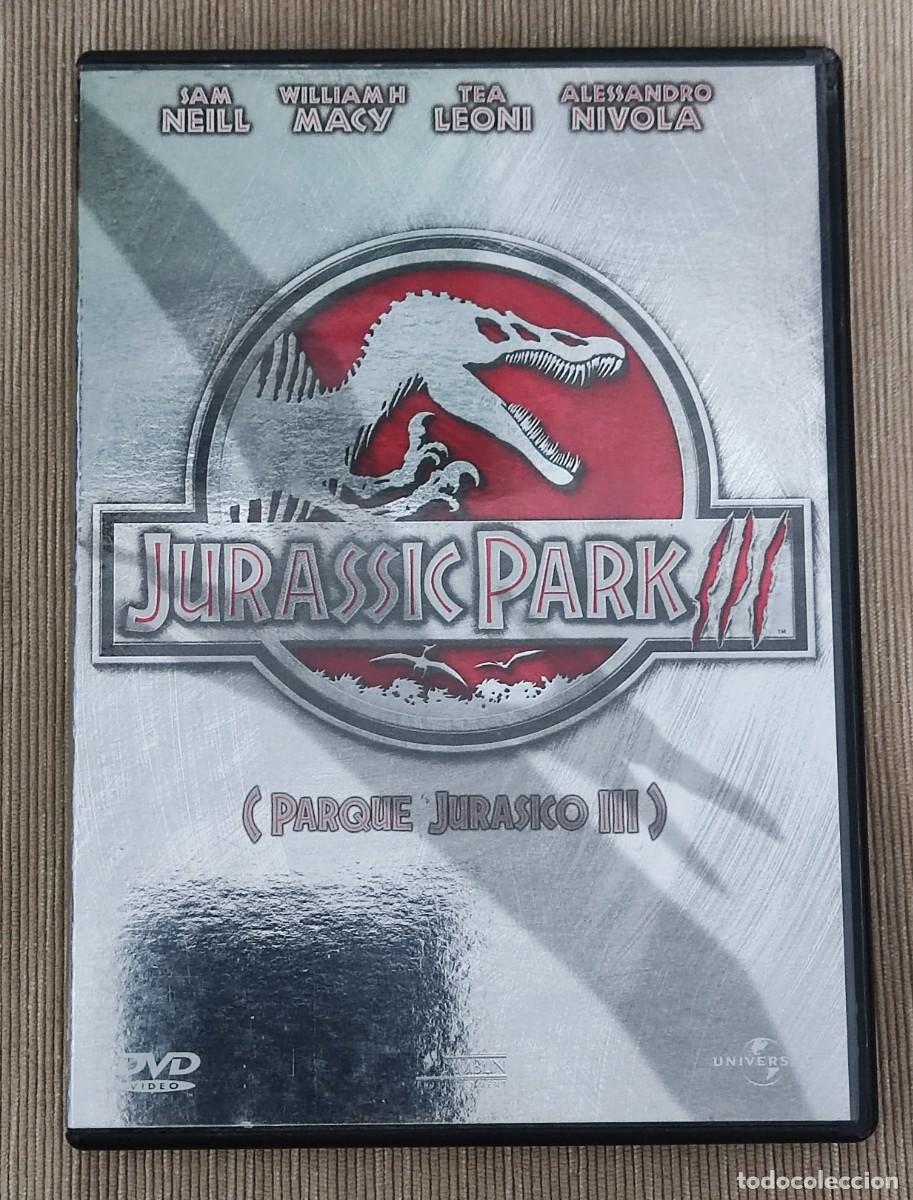 SAM WILLIAM H TEA ALESSANDRO
NEILL MACY LEONI NIVOLA
JURASSIC PARK III
TM
(PARQUE JURASICO III)
DVD
VIDEO
UNIVERS
todocoleccion